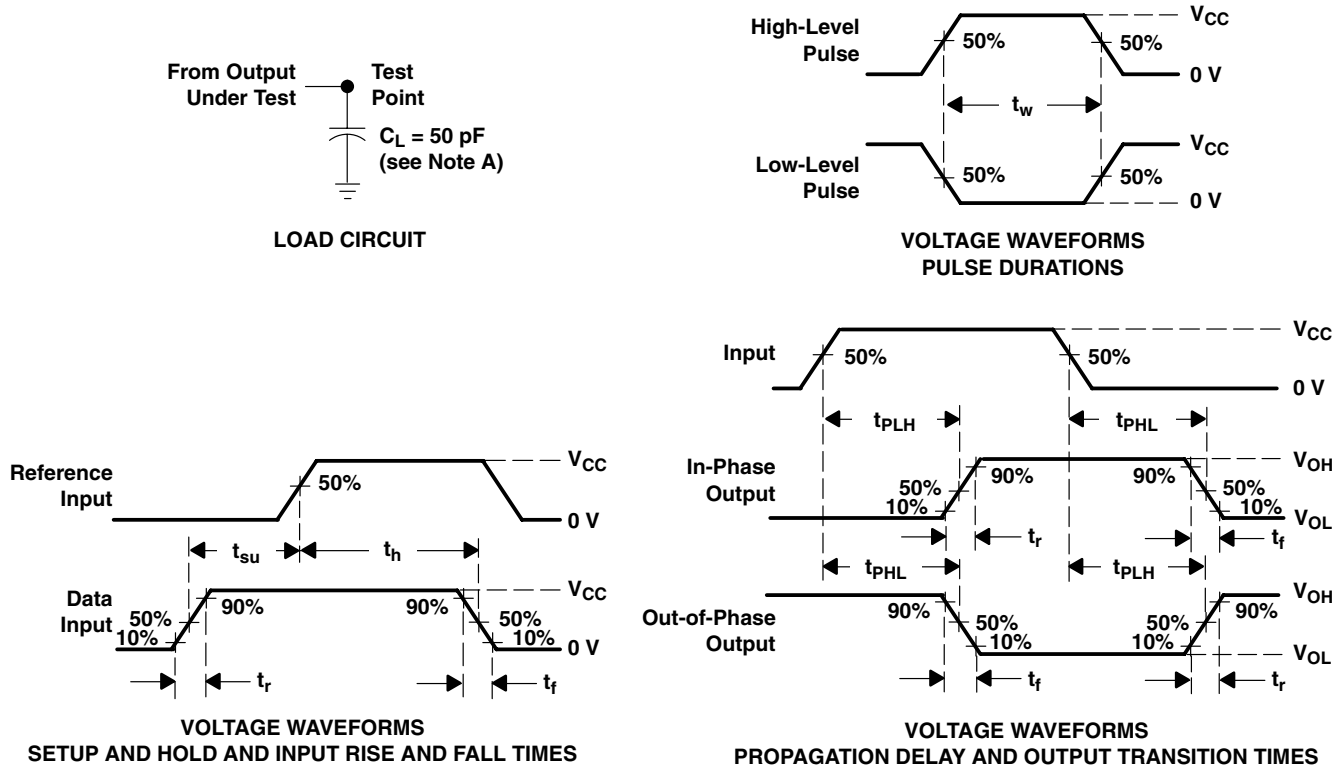 From Output
Under Test
Test
Point
C_L = 50 pF
(see Note A)
LOAD CIRCUIT
High-Level
Pulse
50%
50%
V_CC
0 V
t_w
Low-Level
Pulse
50%
50%
V_CC
0 V
VOLTAGE WAVEFORMS
PULSE DURATIONS
Reference
Input
50%
V_CC
0 V
t_su
t_h
Data
Input
50%
10%
90%
90%
50%
10%
V_CC
0 V
t_r
t_f
VOLTAGE WAVEFORMS
SETUP AND HOLD AND INPUT RISE AND FALL TIMES
Input
50%
50%
V_CC
0 V
t_PLH
t_PHL
In-Phase
Output
50%
10%
90%
90%
50%
10%
V_OH
V_OL
t_r
t_f
t_PHL
t_PLH
Out-of-Phase
Output
90%
50%
10%
50%
10%
90%
V_OH
V_OL
t_f
t_r
VOLTAGE WAVEFORMS
PROPAGATION DELAY AND OUTPUT TRANSITION TIMES